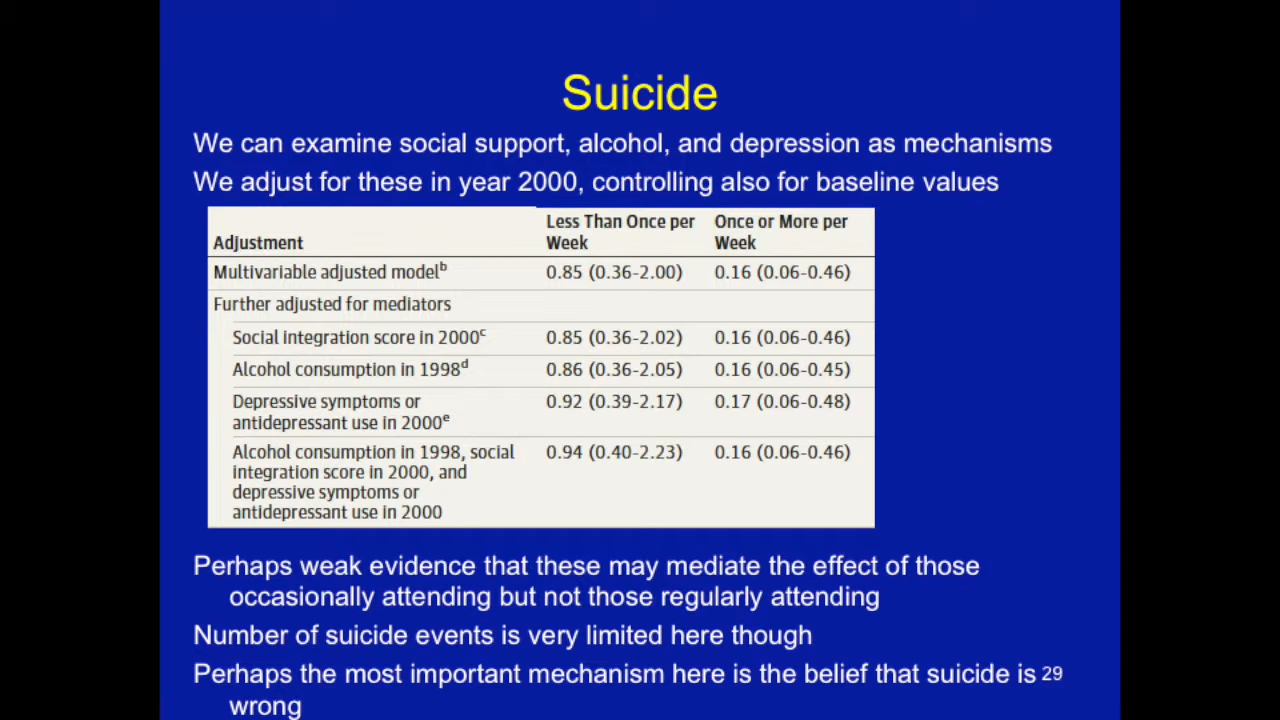 Suicide
We can examine social support, alcohol, and depression as mechanisms
We adjust for these in year 2000, controlling also for baseline values
Adjustment Less Than Once per Week Once or More per Week
Multivariable adjusted modelᵇ 0.85 (0.36-2.00) 0.16 (0.06-0.46)
Further adjusted for mediators
Social integration score in 2000ᶜ 0.85 (0.36-2.02) 0.16 (0.06-0.46)
Alcohol consumption in 1998ᵈ 0.86 (0.36-2.05) 0.16 (0.06-0.45)
Depressive symptoms or 0.92 (0.39-2.17) 0.17 (0.06-0.48)
antidepressant use in 2000ᵉ
Alcohol consumption in 1998, social 0.94 (0.40-2.23) 0.16 (0.06-0.46)
integration score in 2000, and
depressive symptoms or
antidepressant use in 2000
Perhaps weak evidence that these may mediate the effect of those
occasionally attending but not those regularly attending
Number of suicide events is very limited here though
Perhaps the most important mechanism here is the belief that suicide is 29
wrong